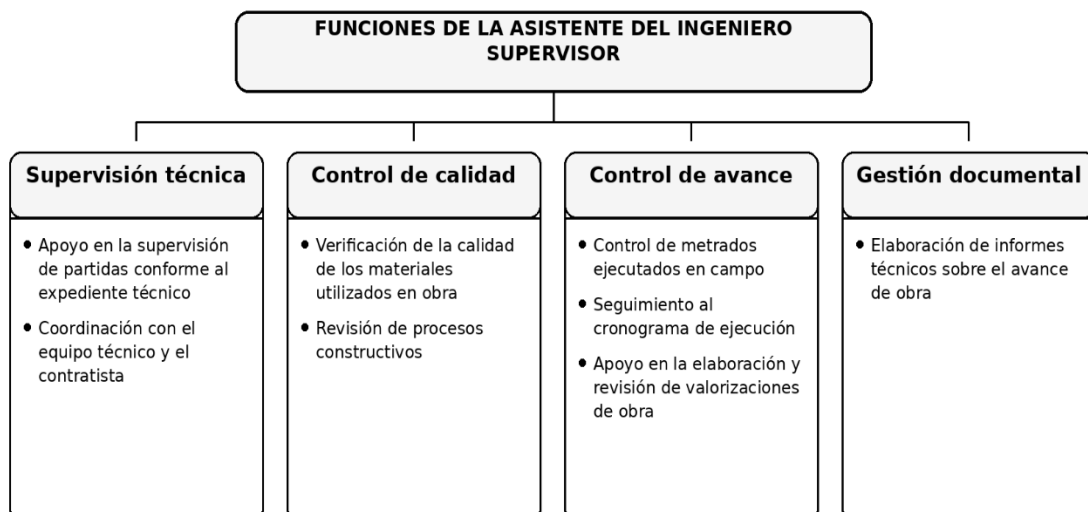 FUNCIONES DE LA ASISTENTE DEL INGENIERO
SUPERVISOR
Supervisión técnica
• Apoyo en la supervisión
de partidas conforme al
expediente técnico
• Coordinación con el
equipo técnico y el
contratista
Control de calidad
• Verificación de la calidad
de los materiales
utilizados en obra
• Revisión de procesos
constructivos
Control de avance
• Control de metrados
ejecutados en campo
• Seguimiento al
cronograma de ejecución
• Apoyo en la elaboración y
revisión de valorizaciones
de obra
Gestión documental
• Elaboración de informes
técnicos sobre el avance
de obra